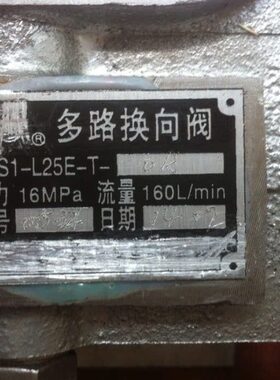 ® 多路换向阀
S1-L25E-T-
力 16MPa 流量 160L/min
号 日期